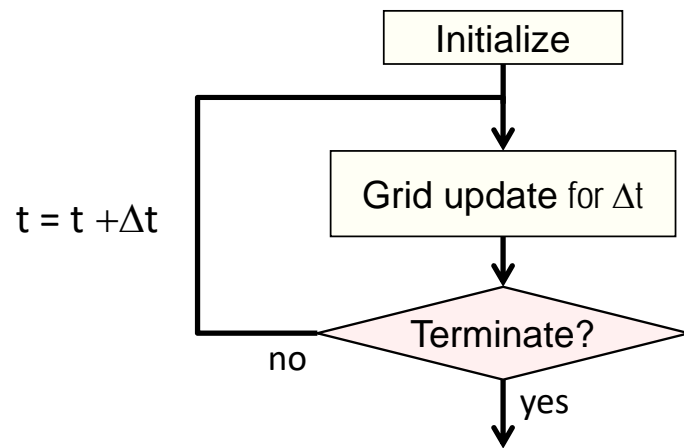 Initialize
Grid update for Δt
t = t +Δt
Terminate?
no
yes